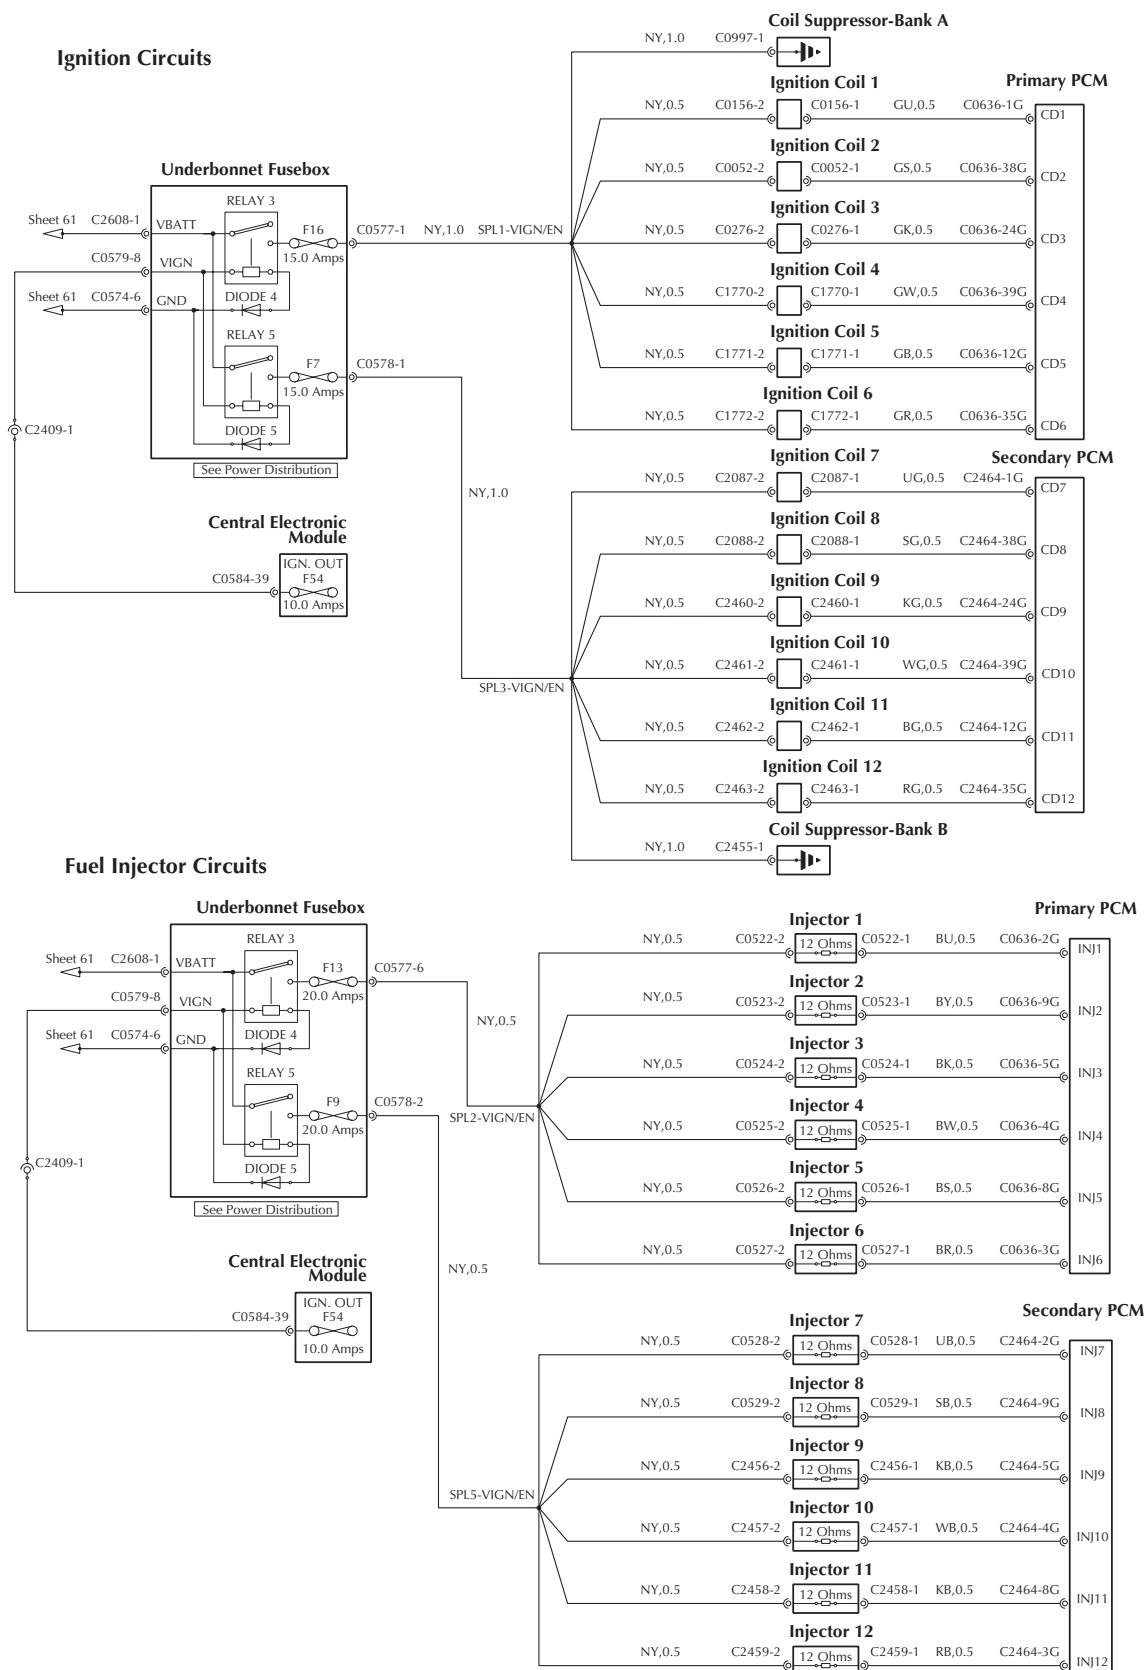 Ignition Circuits
Coil Suppressor-Bank A
NY,1.0 C0997-1
Ignition Coil 1 Primary PCM
NY,0.5 C0156-2 C0156-1 GU,0.5 C0636-1G CD1
Ignition Coil 2
NY,0.5 C0052-2 C0052-1 GS,0.5 C0636-38G CD2
Ignition Coil 3
NY,0.5 C0276-2 C0276-1 GK,0.5 C0636-24G CD3
Ignition Coil 4
NY,0.5 C1770-2 C1770-1 GW,0.5 C0636-39G CD4
Ignition Coil 5
NY,0.5 C1771-2 C1771-1 GB,0.5 C0636-12G CD5
Ignition Coil 6
NY,0.5 C1772-2 C1772-1 GR,0.5 C0636-35G CD6
Underbonnet Fusebox
RELAY 3
Sheet 61 C2608-1 VBATT F16 C0577-1 NY,1.0 SPL1-VIGN/EN
15.0 Amps
C0579-8 VIGN
Sheet 61 C0574-6 GND DIODE 4
RELAY 5
F7 C0578-1
15.0 Amps
C2409-1
DIODE 5
See Power Distribution
NY,1.0
Central Electronic
Module
IGN. OUT
C0584-39 F54
10.0 Amps
Ignition Coil 7 Secondary PCM
NY,0.5 C2087-2 C2087-1 UG,0.5 C2464-1G CD7
Ignition Coil 8
NY,0.5 C2088-2 C2088-1 SG,0.5 C2464-38G CD8
Ignition Coil 9
NY,0.5 C2460-2 C2460-1 KG,0.5 C2464-24G CD9
Ignition Coil 10
NY,0.5 C2461-2 C2461-1 WG,0.5 C2464-39G CD10
SPL3-VIGN/EN
Ignition Coil 11
NY,0.5 C2462-2 C2462-1 BG,0.5 C2464-12G CD11
Ignition Coil 12
NY,0.5 C2463-2 C2463-1 RG,0.5 C2464-35G CD12
Coil Suppressor-Bank B
NY,1.0 C2455-1
Fuel Injector Circuits
Underbonnet Fusebox
RELAY 3
Sheet 61 C2608-1 VBATT F13 C0577-6
20.0 Amps
C0579-8 VIGN
NY,0.5
Sheet 61 C0574-6 GND DIODE 4
RELAY 5
F9 C0578-2
20.0 Amps
SPL2-VIGN/EN
C2409-1
DIODE 5
See Power Distribution
NY,0.5
Central Electronic
Module
IGN. OUT
C0584-39 F54
10.0 Amps
Injector 1 Primary PCM
NY,0.5 C0522-2 12 Ohms C0522-1 BU,0.5 C0636-2G INJ1
Injector 2
NY,0.5 C0523-2 12 Ohms C0523-1 BY,0.5 C0636-9G INJ2
Injector 3
NY,0.5 C0524-2 12 Ohms C0524-1 BK,0.5 C0636-5G INJ3
Injector 4
NY,0.5 C0525-2 12 Ohms C0525-1 BW,0.5 C0636-4G INJ4
Injector 5
NY,0.5 C0526-2 12 Ohms C0526-1 BS,0.5 C0636-8G INJ5
Injector 6
NY,0.5 C0527-2 12 Ohms C0527-1 BR,0.5 C0636-3G INJ6
Injector 7 Secondary PCM
NY,0.5 C0528-2 12 Ohms C0528-1 UB,0.5 C2464-2G INJ7
Injector 8
NY,0.5 C0529-2 12 Ohms C0529-1 SB,0.5 C2464-9G INJ8
Injector 9
NY,0.5 C2456-2 12 Ohms C2456-1 KB,0.5 C2464-5G INJ9
SPL5-VIGN/EN
Injector 10
NY,0.5 C2457-2 12 Ohms C2457-1 WB,0.5 C2464-4G INJ10
Injector 11
NY,0.5 C2458-2 12 Ohms C2458-1 KB,0.5 C2464-8G INJ11
Injector 12
NY,0.5 C2459-2 12 Ohms C2459-1 RB,0.5 C2464-3G INJ12